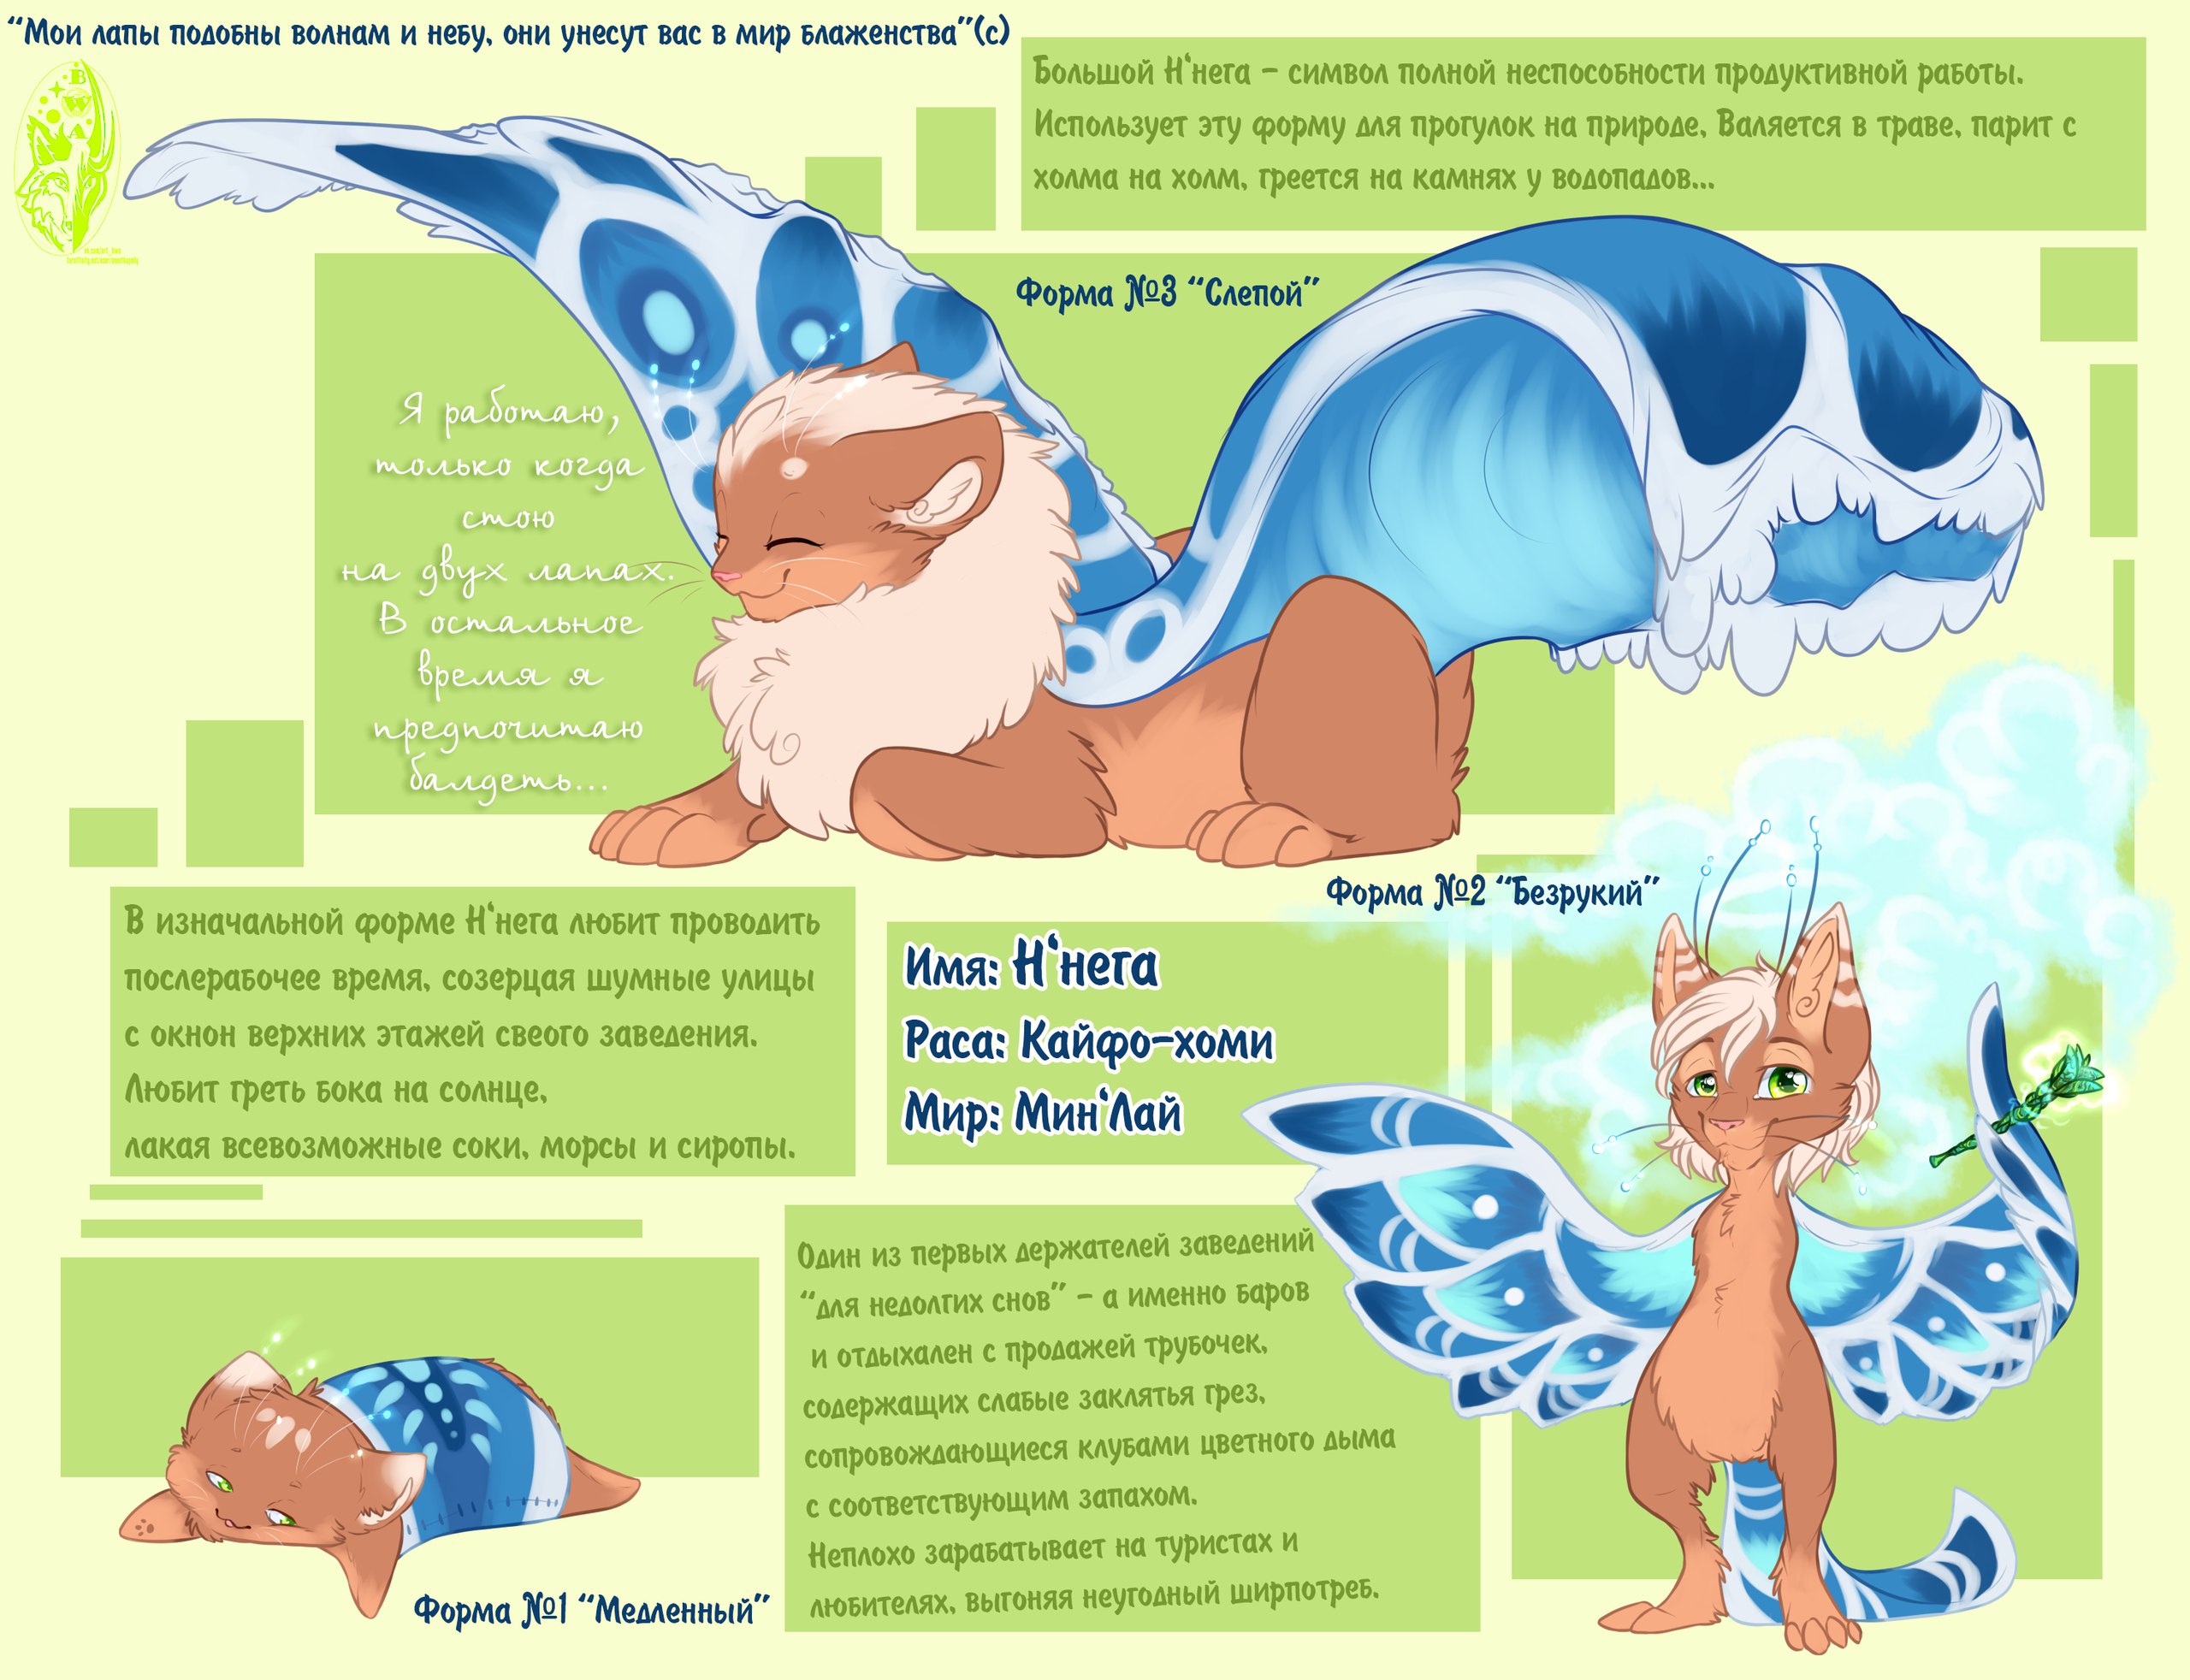 “Мои лапы подобны волнам и небу, они унесут вас в мир блаженства”(с)
B
W
A
Большой Н‘нега – символ полной неспособности продуктивной работы.
Использует эту форму для прогулок на природе, Валяется в траве, парит с
холма на холм, греется на камнях у водопадов...
Форма №3 “Слепой”
Я работаю,
только когда
стою
на двух лапах.
В остальное
время я
предпочитаю
балдеть...
Форма №2 “Безрукий”
В изначальной форме Н‘нега любит проводить
послерабочее время, созерцая шумные улицы
с окнон верхних этажей свеого заведения.
Любит греть бока на солнце,
лакая всевозможные соки, морсы и сиропы.
Имя: Н‘нега
Раса: Кайфо-хоми
Мир: Мин‘Лай
Один из первых держателей заведений
“для недолгих снов” – а именно баров
и отдыхален с продажей трубочек,
содержащих слабые заклятья грез,
сопровождающиеся клубами цветного дыма
с соответствующим запахом.
Неплохо зарабатывает на туристах и
любителях, выгоняя неугодный ширпотреб.
Форма №1 “Медленный”